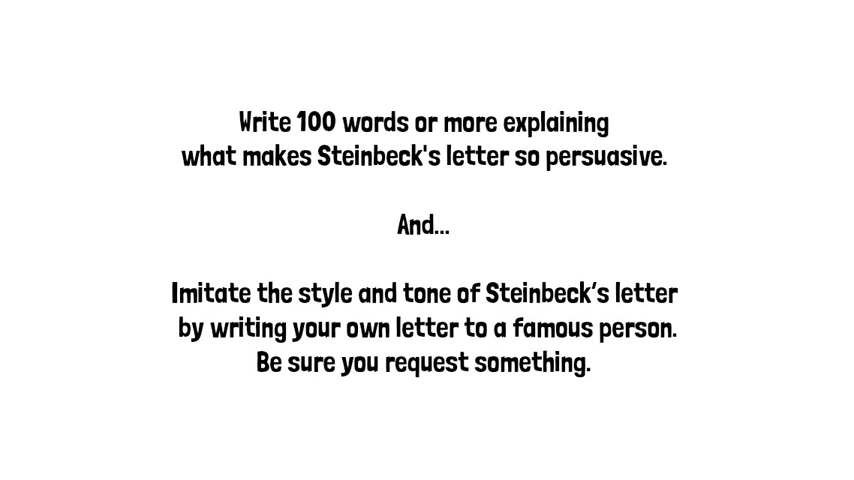 Write 100 words or more explaining
what makes Steinbeck's letter so persuasive.
And...
Imitate the style and tone of Steinbeck’s letter
by writing your own letter to a famous person.
Be sure you request something.